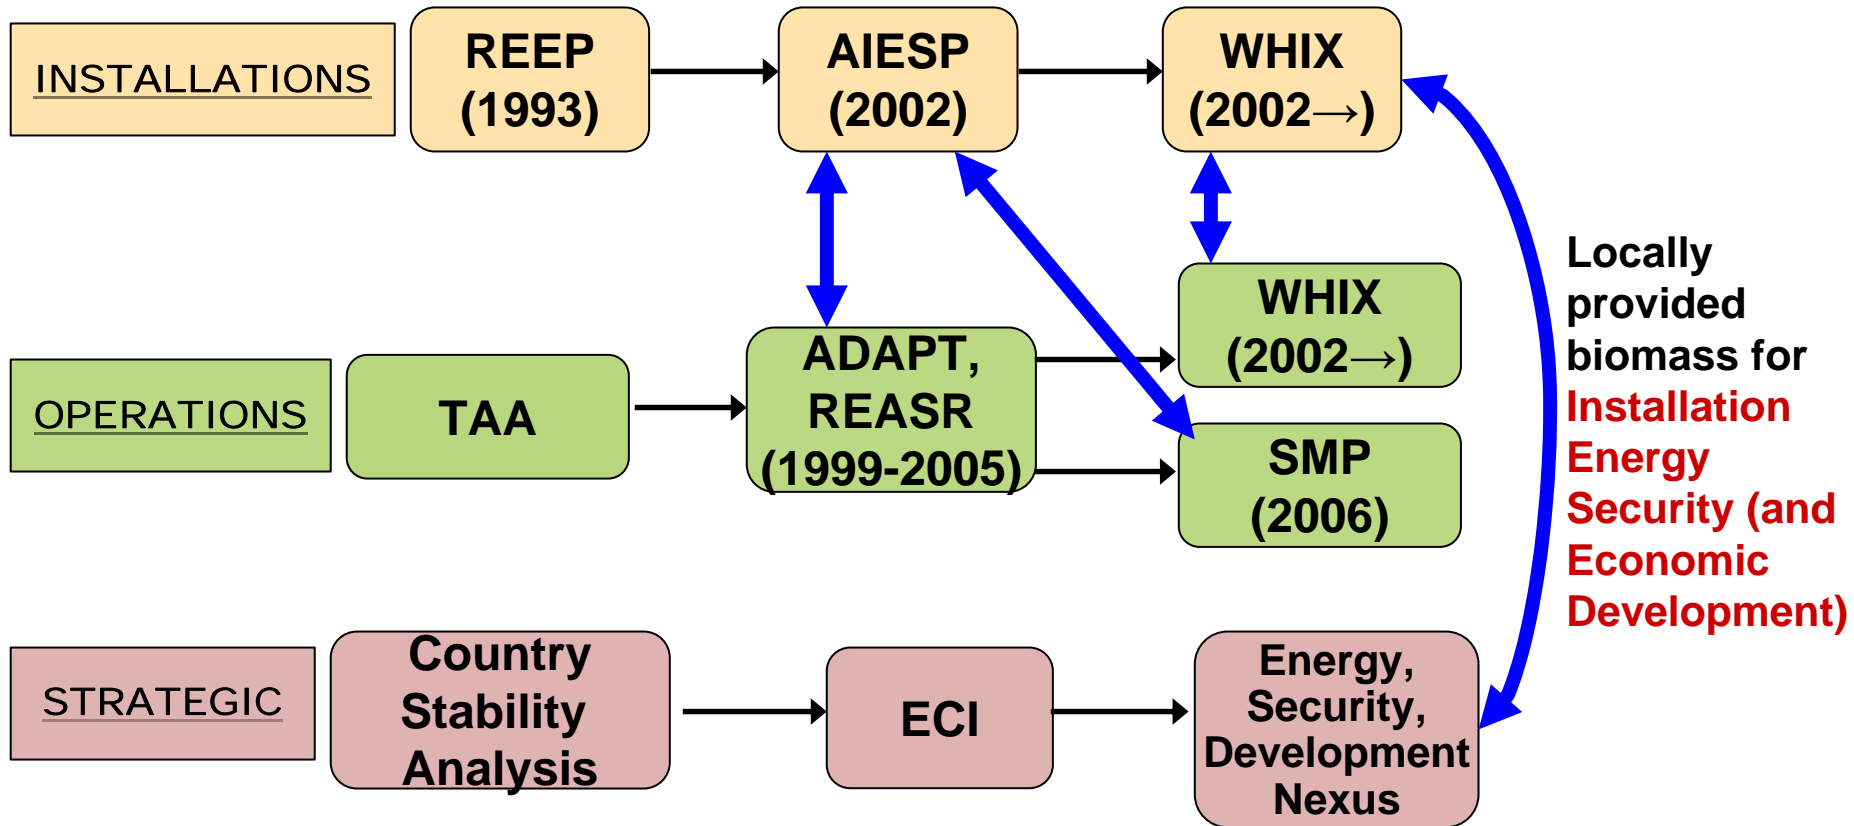 INSTALLATIONS
REEP
(1993)
AIESP
(2002)
WHIX
(2002→)
OPERATIONS
TAA
ADAPT,
REASR
(1999-2005)
WHIX
(2002→)
SMP
(2006)
STRATEGIC
Country
Stability
Analysis
ECI
Energy,
Security,
Development
Nexus
Locally
provided
biomass for
Installation
Energy
Security (and
Economic
Development)